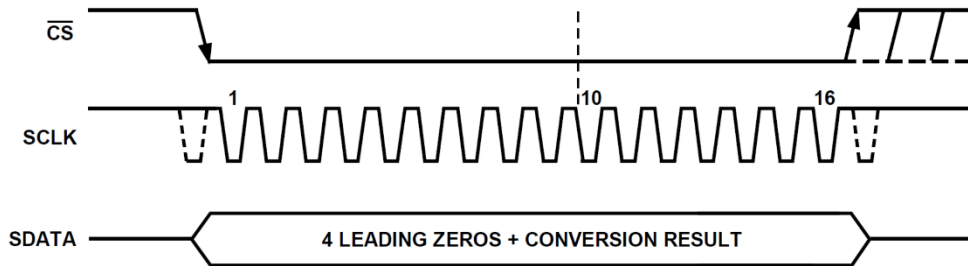 CS
1
10
16
SCLK
SDATA
4 LEADING ZEROS + CONVERSION RESULT